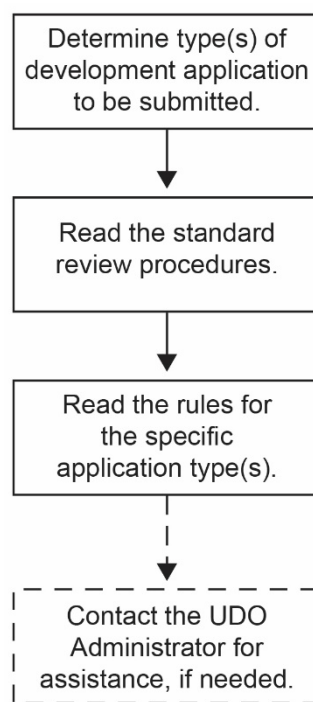 Determine type(s) of
development application
to be submitted.
Read the standard
review procedures.
Read the rules for
the specific
application type(s).
Contact the UDO
Administrator for
assistance, if needed.